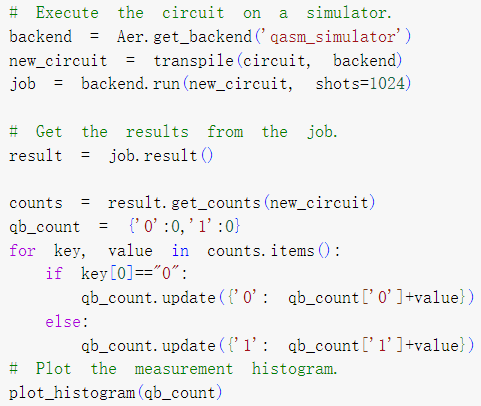 # Execute the circuit on a simulator.
backend = Aer.get_backend('qasm_simulator')
new_circuit = transpile(circuit, backend)
job = backend.run(new_circuit, shots=1024)

# Get the results from the job.
result = job.result()

counts = result.get_counts(new_circuit)
qb_count = {'0':0,'1':0}
for key, value in counts.items():
    if key[0]=="0":
        qb_count.update({'0': qb_count['0']+value})
    else:
        qb_count.update({'1': qb_count['1']+value})
# Plot the measurement histogram.
plot_histogram(qb_count)